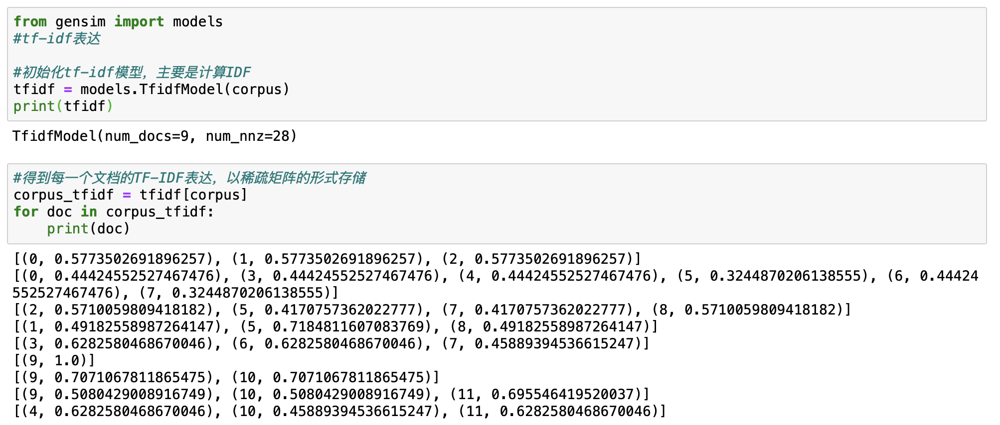 from gensim import models
#tf-idf表达
#初始化tf-idf模型，主要是计算IDF
tfidf = models.TfidfModel(corpus)
print(tfidf)
TfidfModel(num_docs=9, num_nnz=28)
#得到每一个文档的TF-IDF表达，以稀疏矩阵的形式存储
corpus_tfidf = tfidf[corpus]
for doc in corpus_tfidf:
    print(doc)
[(0, 0.5773502691896257), (1, 0.5773502691896257), (2, 0.5773502691896257)]
[(0, 0.44424552527467476), (3, 0.44424552527467476), (4, 0.44424552527467476), (5, 0.3244870206138555), (6, 0.44424
552527467476), (7, 0.3244870206138555)]
[(2, 0.5710059809418182), (5, 0.4170757362022777), (7, 0.4170757362022777), (8, 0.5710059809418182)]
[(1, 0.49182558987264147), (5, 0.7184811607083769), (8, 0.49182558987264147)]
[(3, 0.6282580468670046), (6, 0.6282580468670046), (7, 0.45889394536615247)]
[(9, 1.0)]
[(9, 0.7071067811865475), (10, 0.7071067811865475)]
[(9, 0.5080429008916749), (10, 0.5080429008916749), (11, 0.695546419520037)]
[(4, 0.6282580468670046), (10, 0.45889394536615247), (11, 0.6282580468670046)]